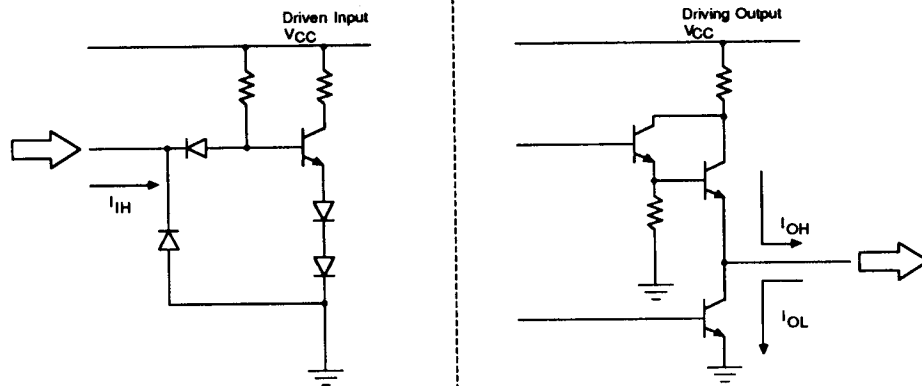 Driven Input
VCC
IIH
Driving Output
VCC
IOH
IOL